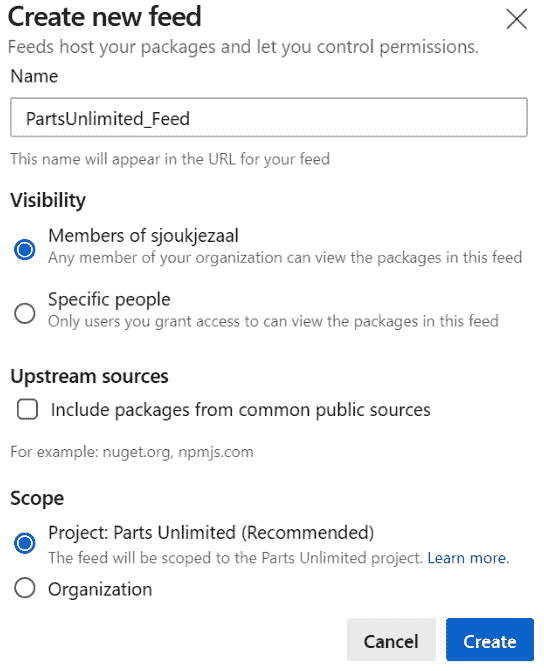 Create new feed
Feeds host your packages and let you control permissions.
Name
PartsUnlimited_Feed
This name will appear in the URL for your feed
Visibility
Members of sjoukjezaal
Any member of your organization can view the packages in this feed
Specific people
Only users you grant access to can view the packages in this feed
Upstream sources
Include packages from common public sources
For example: nuget.org, npmjs.com
Scope
Project: Parts Unlimited (Recommended)
The feed will be scoped to the Parts Unlimited project. Learn more.
Organization
Cancel Create